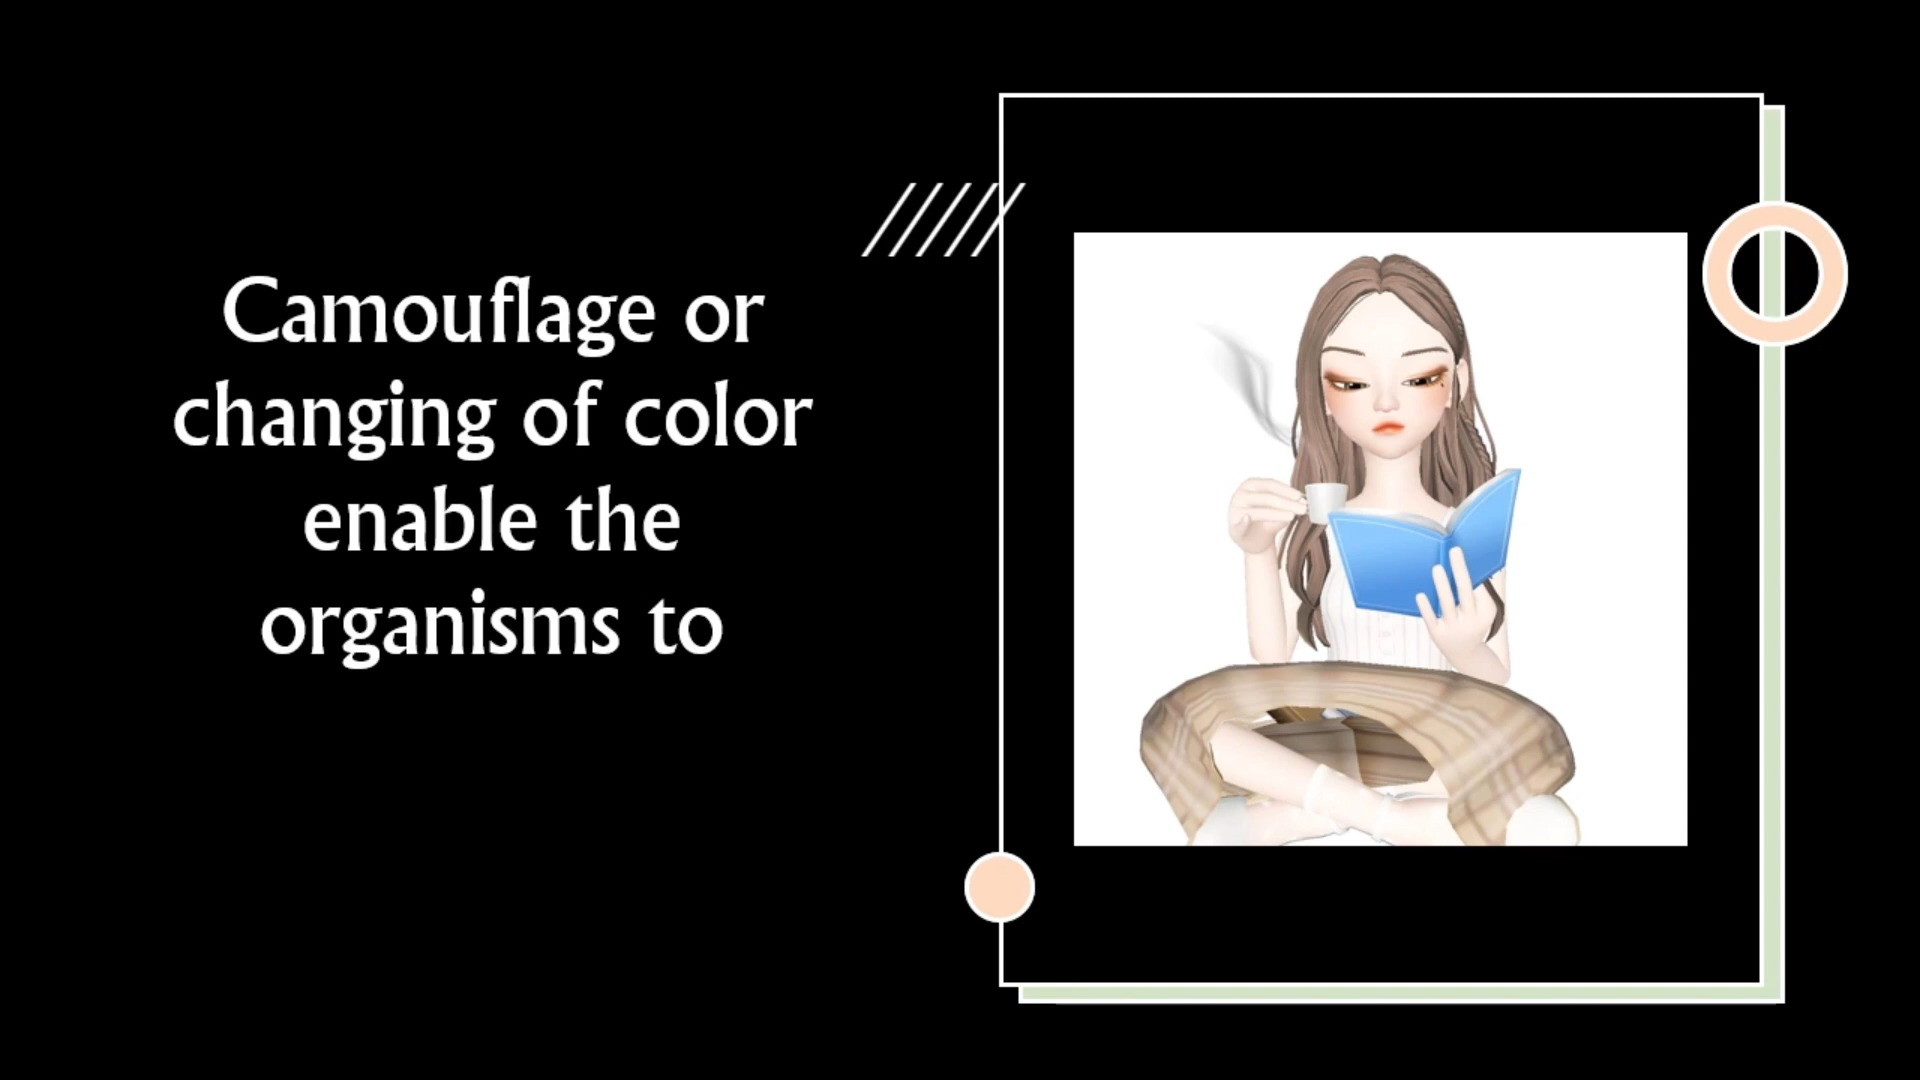 Camouflage or
changing of color
enable the
organisms to